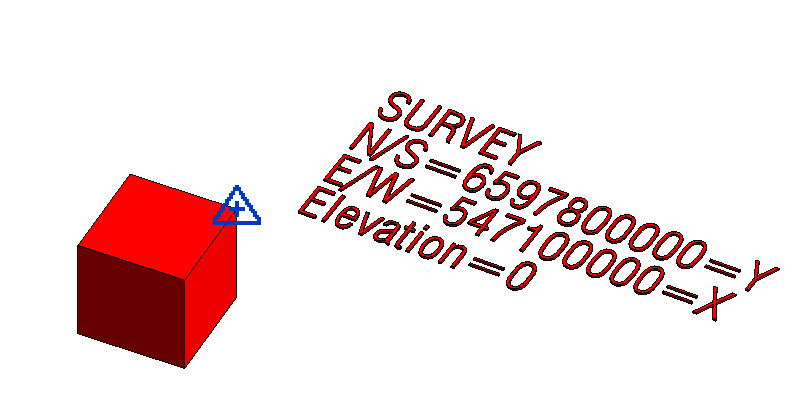 SURVEY
N/S=6597800000=Y
E/W=547100000=X
Elevation=0